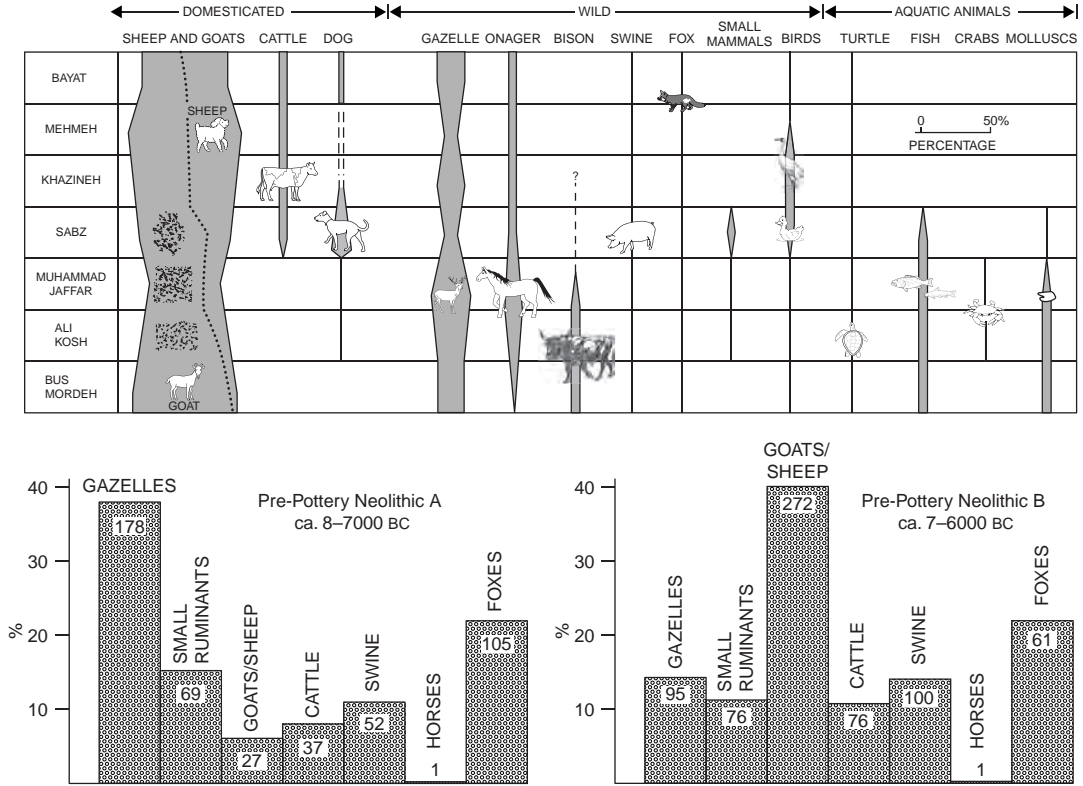 DOMESTICATED WILD AQUATIC ANIMALS
SHEEP AND GOATS CATTLE DOG GAZELLE ONAGER BISON SWINE FOX SMALL MAMMALS BIRDS TURTLE FISH CRABS MOLLUSCS
BAYAT
MEHMEH
KHAZINEH
SABZ
MUHAMMAD
JAFFAR
ALI
KOSH
BUS
MORDEH
SHEEP
GOAT
?
0 50%
PERCENTAGE
Pre-Pottery Neolithic A
ca. 8–7000 BC
%
40
30
20
10
GAZELLES
178
SMALL
RUMINANTS
69
GOATS/SHEEP
27
CATTLE
37
SWINE
52
HORSES
1
FOXES
105
Pre-Pottery Neolithic B
ca. 7–6000 BC
%
40
30
20
10
GAZELLES
95
SMALL
RUMINANTS
76
GOATS/
SHEEP
272
CATTLE
76
SWINE
100
HORSES
1
FOXES
61